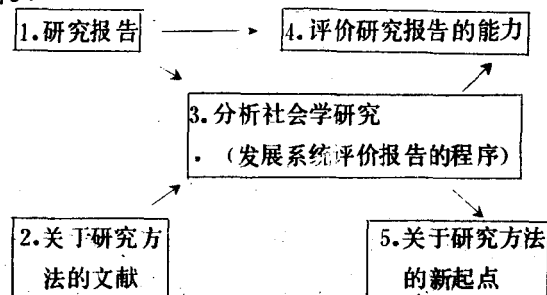 1.研究报告
4.评价研究报告的能力
3.分析社会学研究
.（发展系统评价报告的程序）
2.关于研究方
法的文献
5.关于研究方法
的新起点